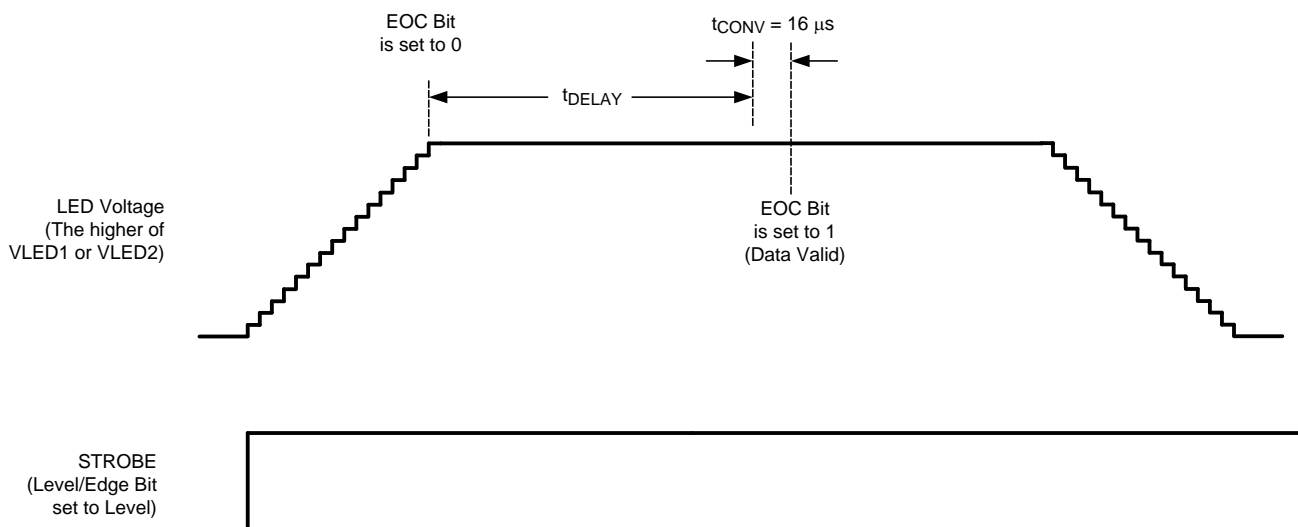 EOC Bit
is set to 0
tCONV = 16 μs
tDELAY
LED Voltage
(The higher of
VLED1 or VLED2)
EOC Bit
is set to 1
(Data Valid)
STROBE
(Level/Edge Bit
set to Level)